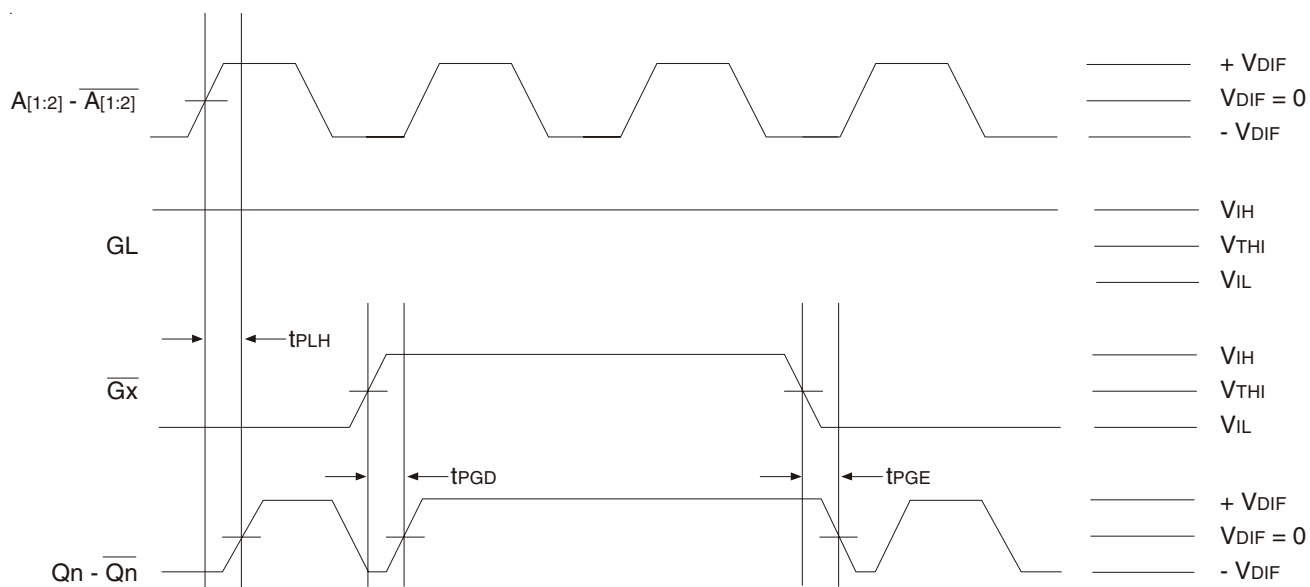 A[1:2] - A[1:2]
+ VDIF
VDIF = 0
- VDIF
GL
VIH
VTHI
VIL
tPLH
Gx
VIH
VTHI
VIL
tPGD
tPGE
Qn - Qn
+ VDIF
VDIF = 0
- VDIF